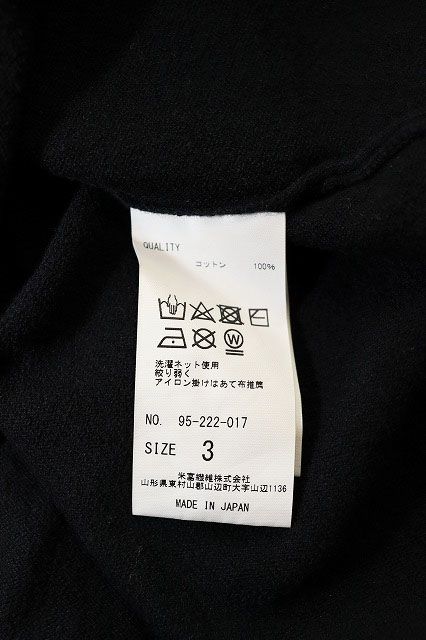 QUALITY
コットン 100%
W
洗濯ネット使用
絞り弱く
アイロン掛けはあて布推薦
NO. 95-222-017
SIZE 3
米富繊維株式会社
山形県東村山郡山辺町大字山辺1136
MADE IN JAPAN